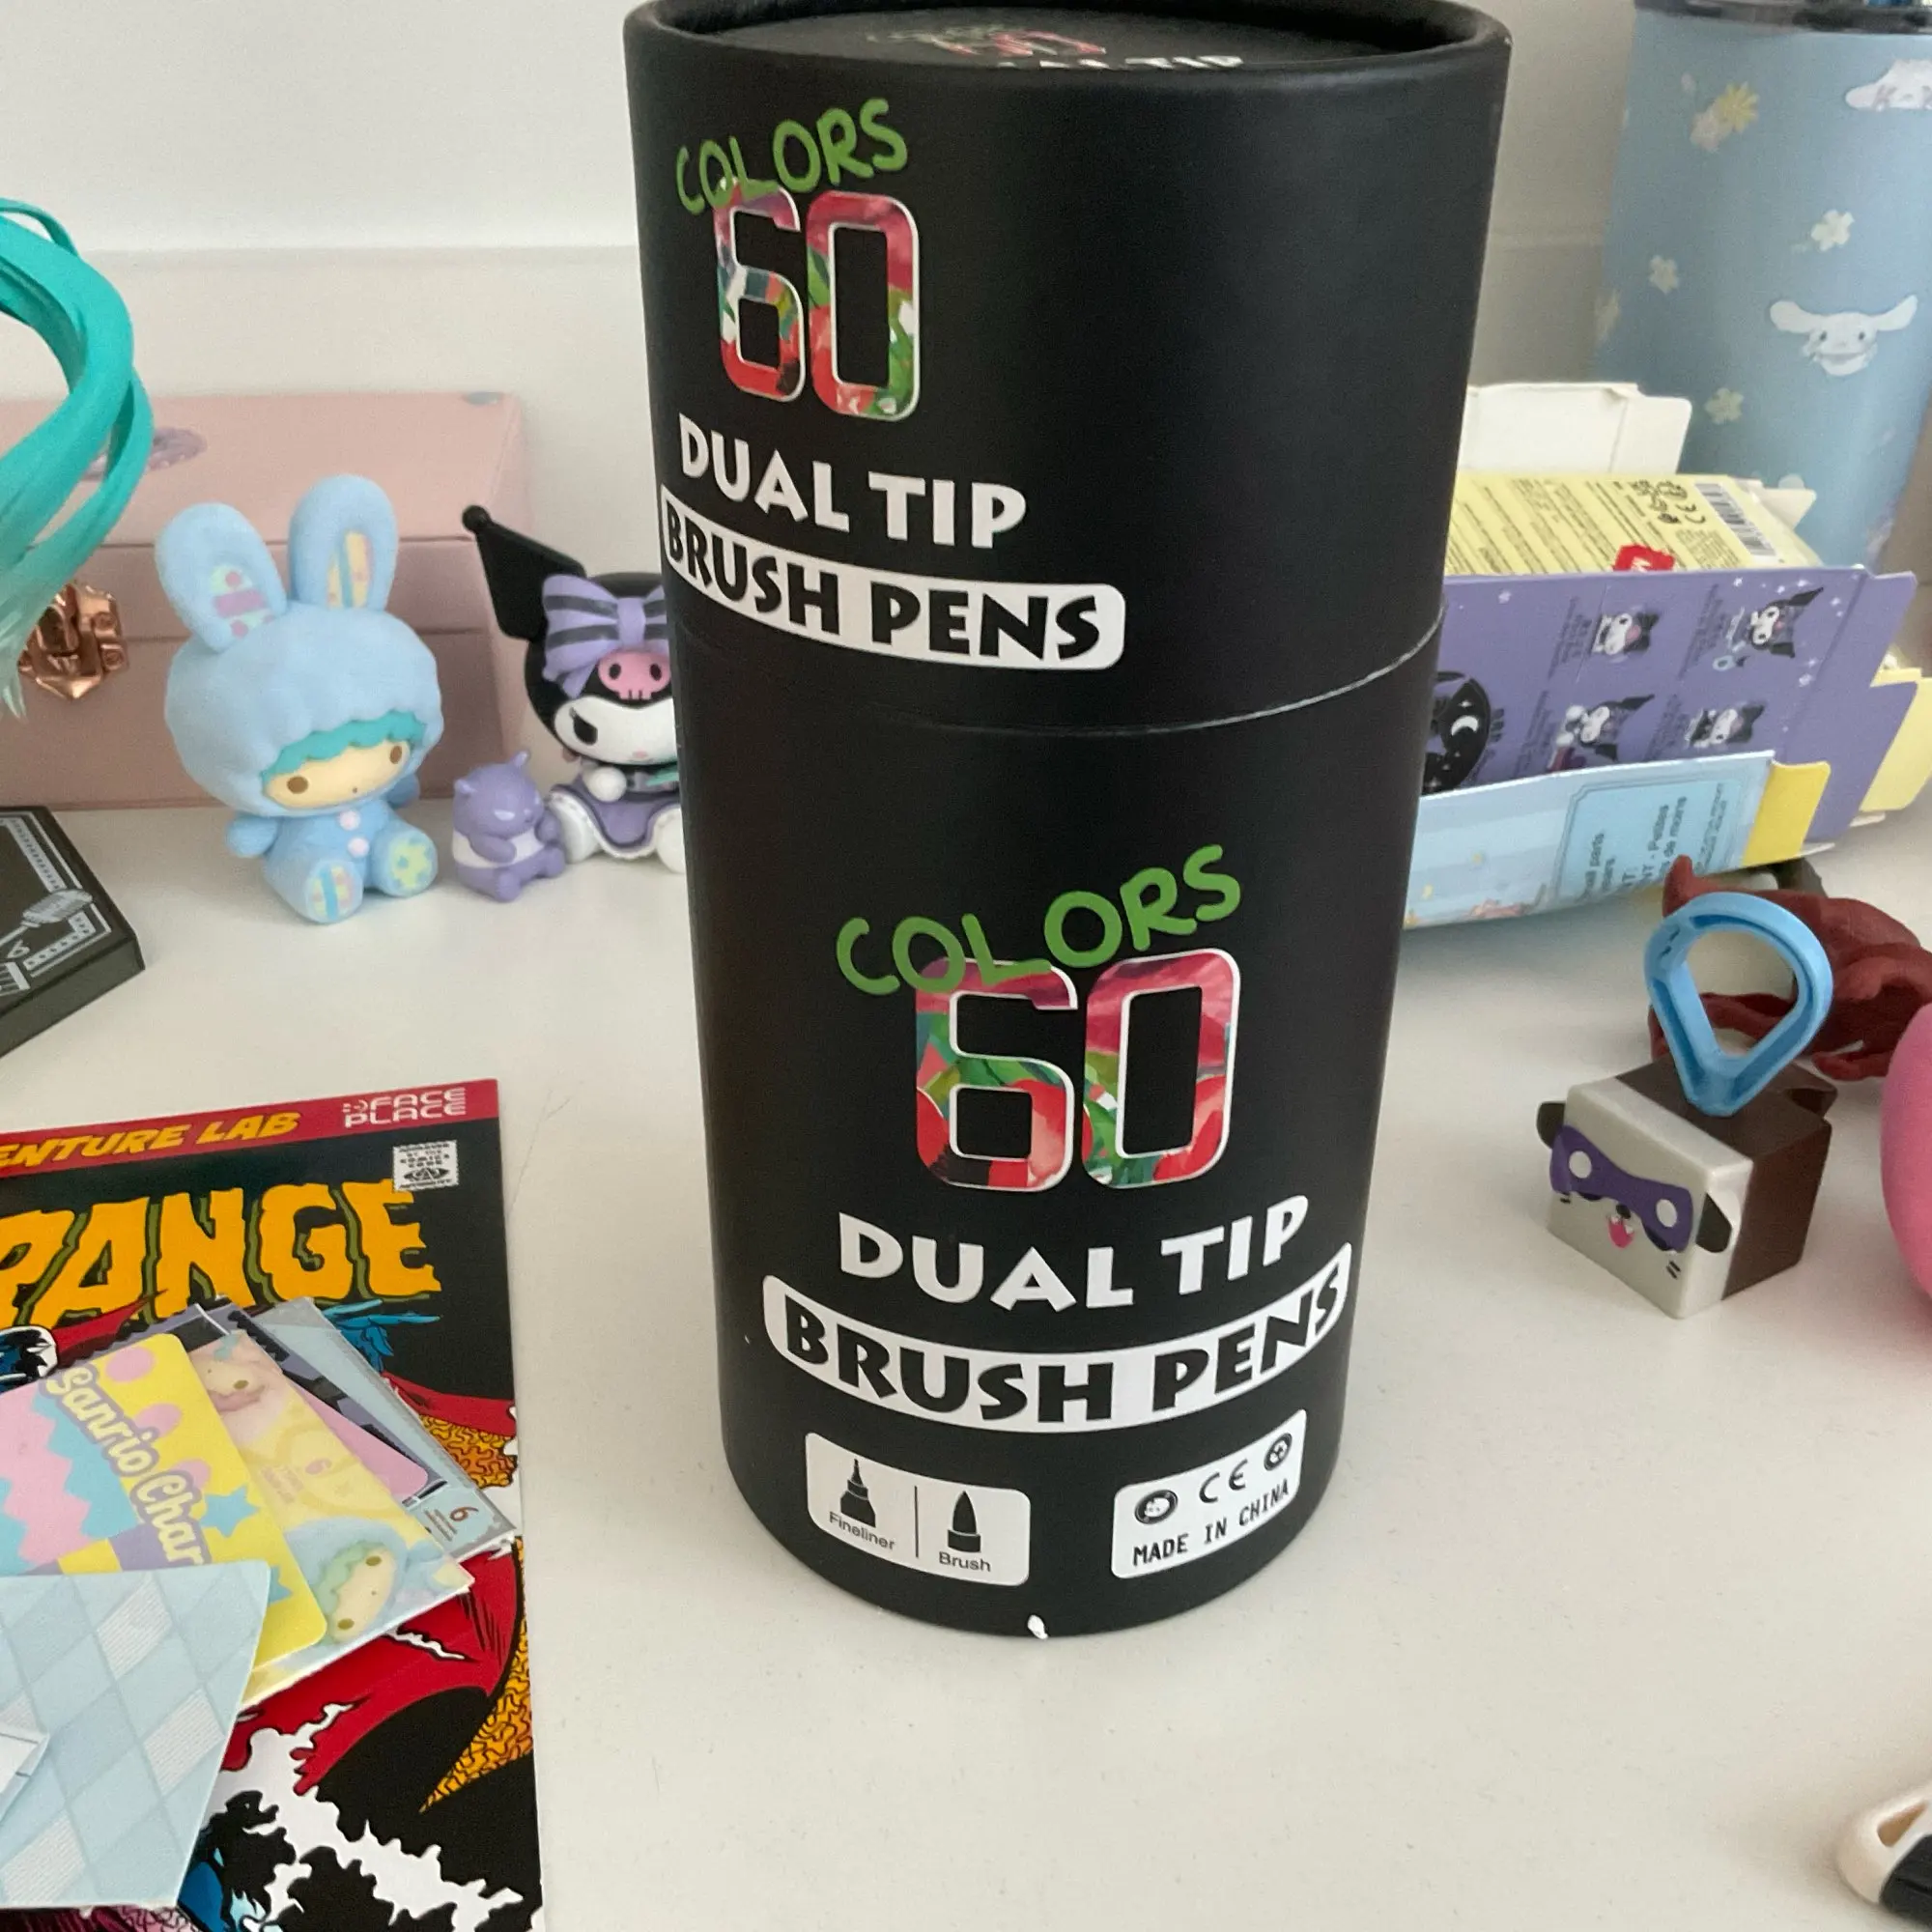 COLORS
60
DUAL TIP
BRUSH PENS
COLORS
60
DUAL TIP
BRUSH PENS
Fineliner
Brush
CE
MADE IN CHINA
ENTURE LAB
FACE
PLACE
RANGE
Sanrio Char
6